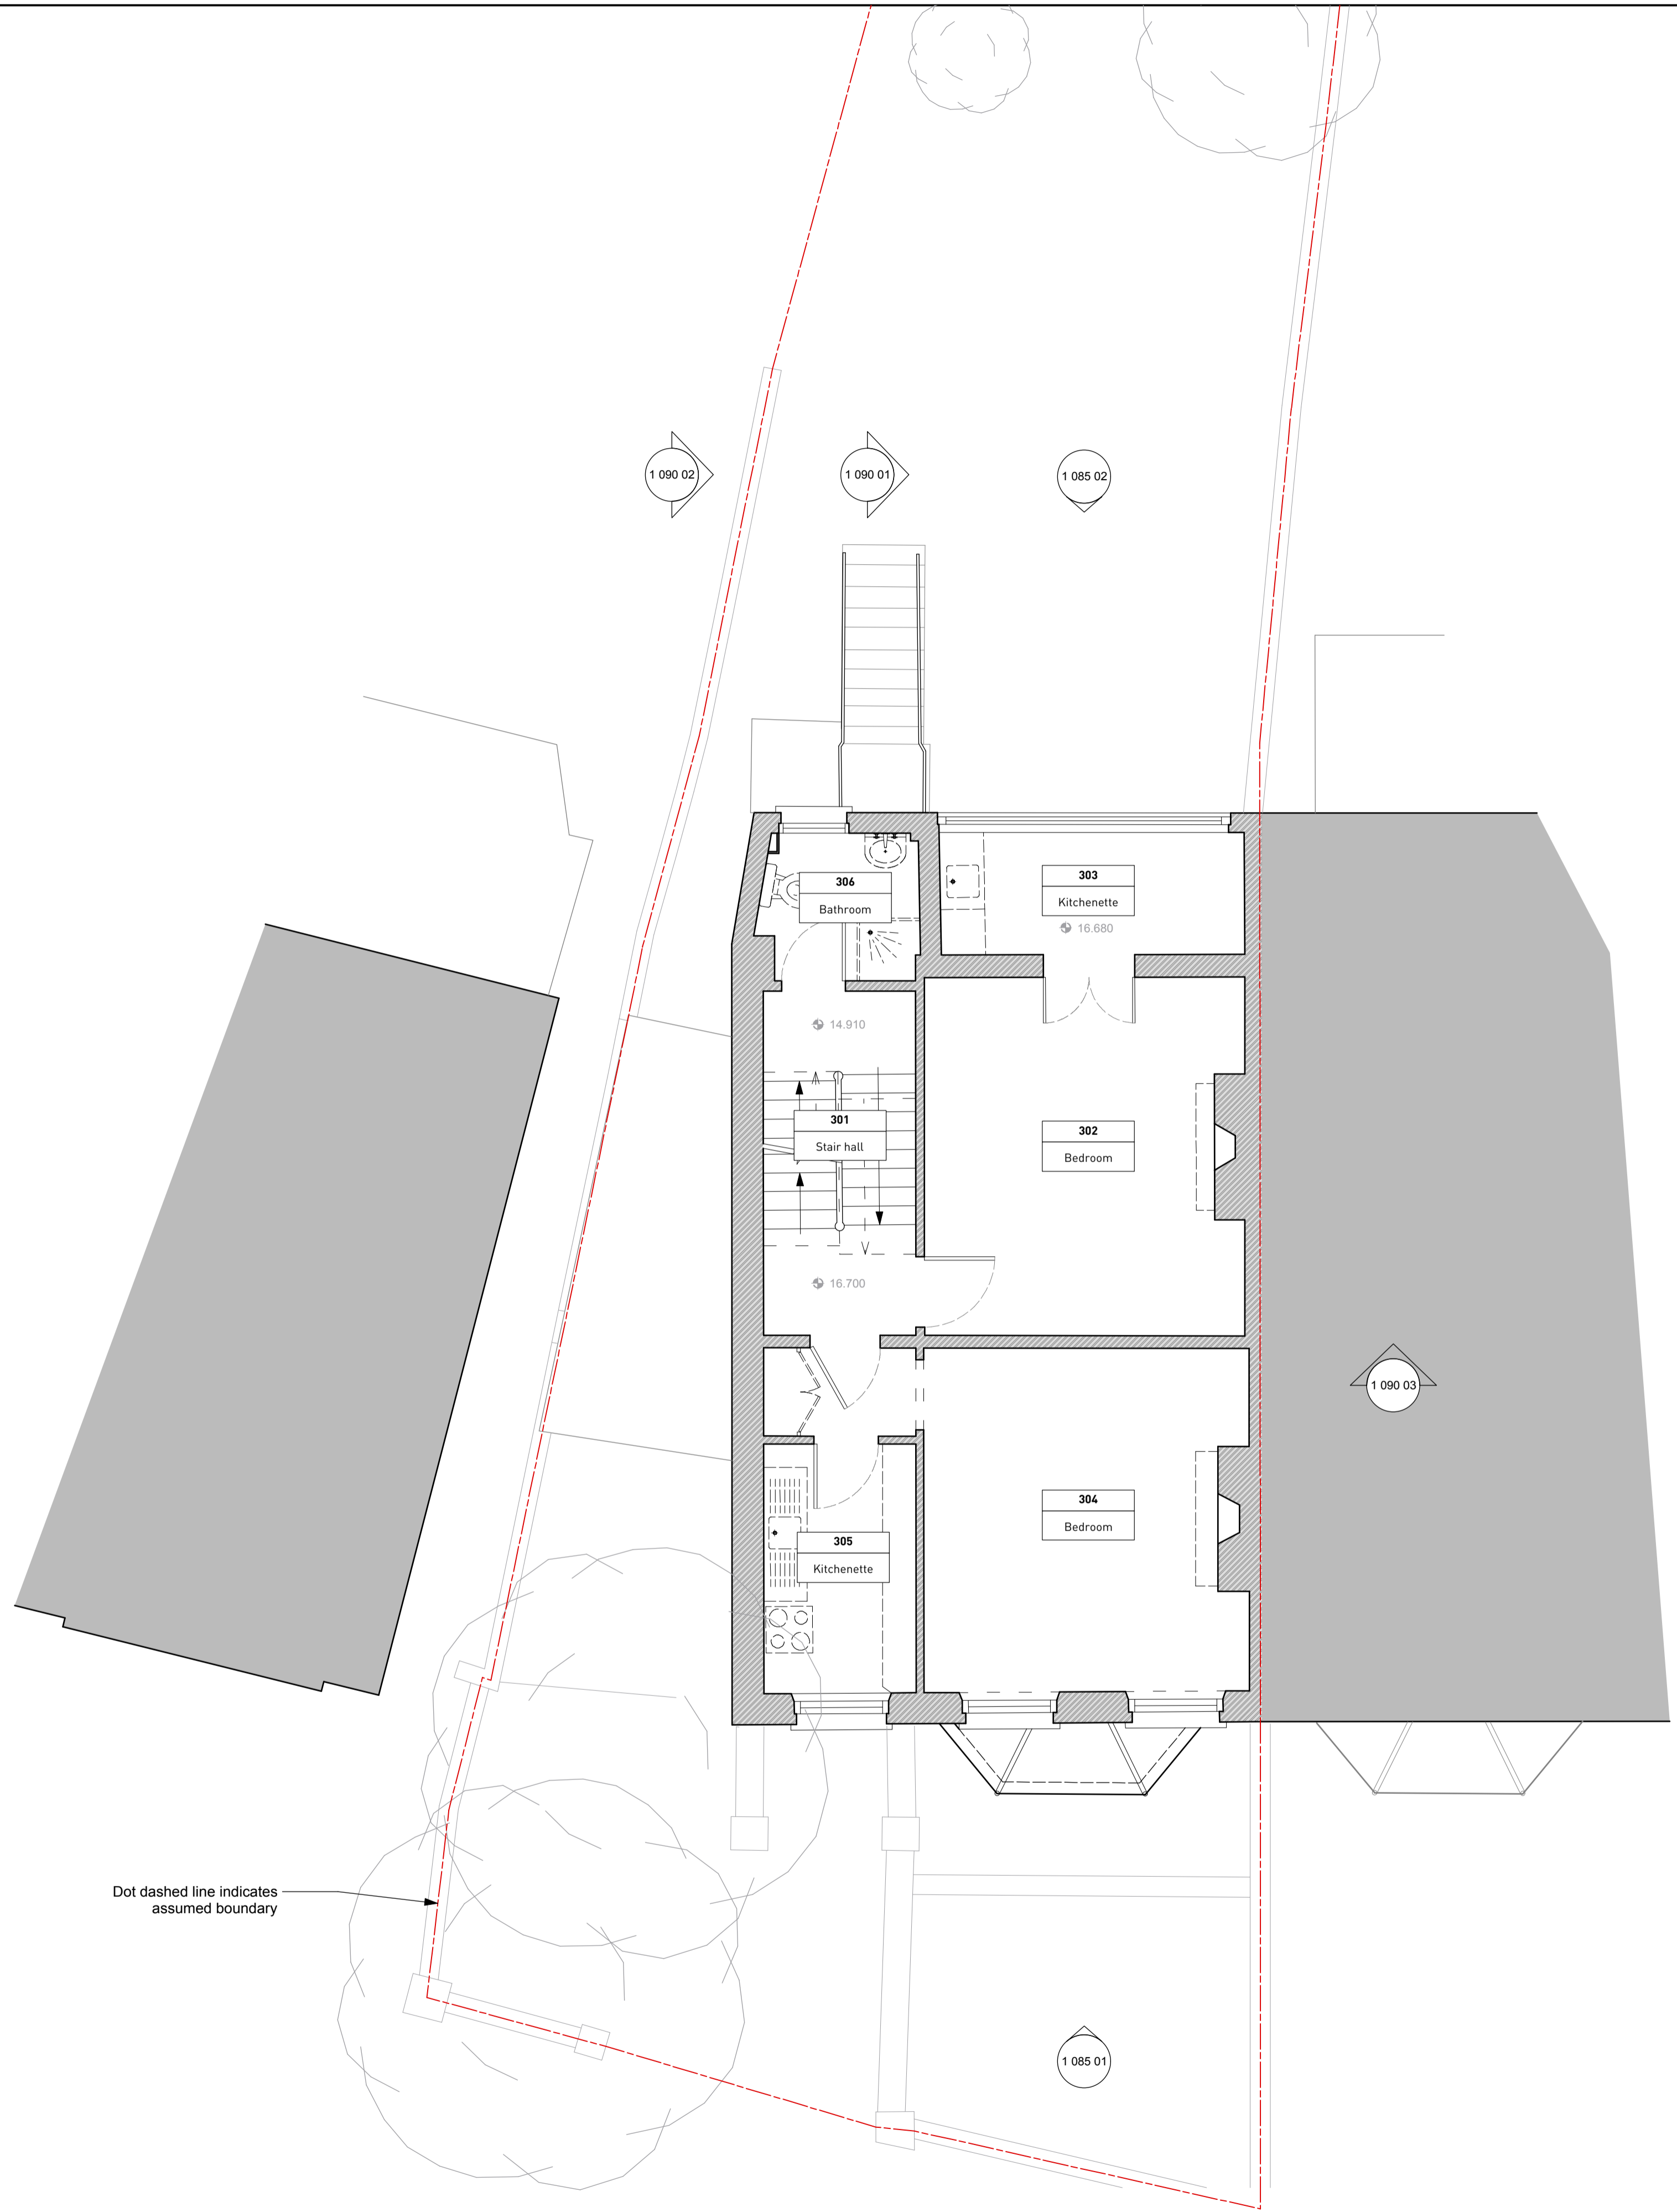 1 090 02
1 090 01
1 085 02
306
Bathroom
303
Kitchenette
16.680
14.910
301
Stair hall
302
Bedroom
16.700
1 090 03
304
Bedroom
305
Kitchenette
Dot dashed line indicates
assumed boundary
1 085 01